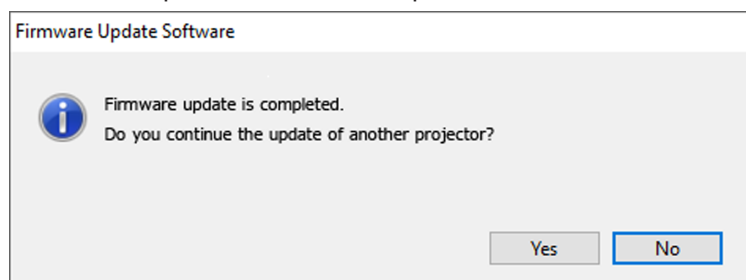 Firmware Update Software
Firmware update is completed.
Do you continue the update of another projector?
Yes
No